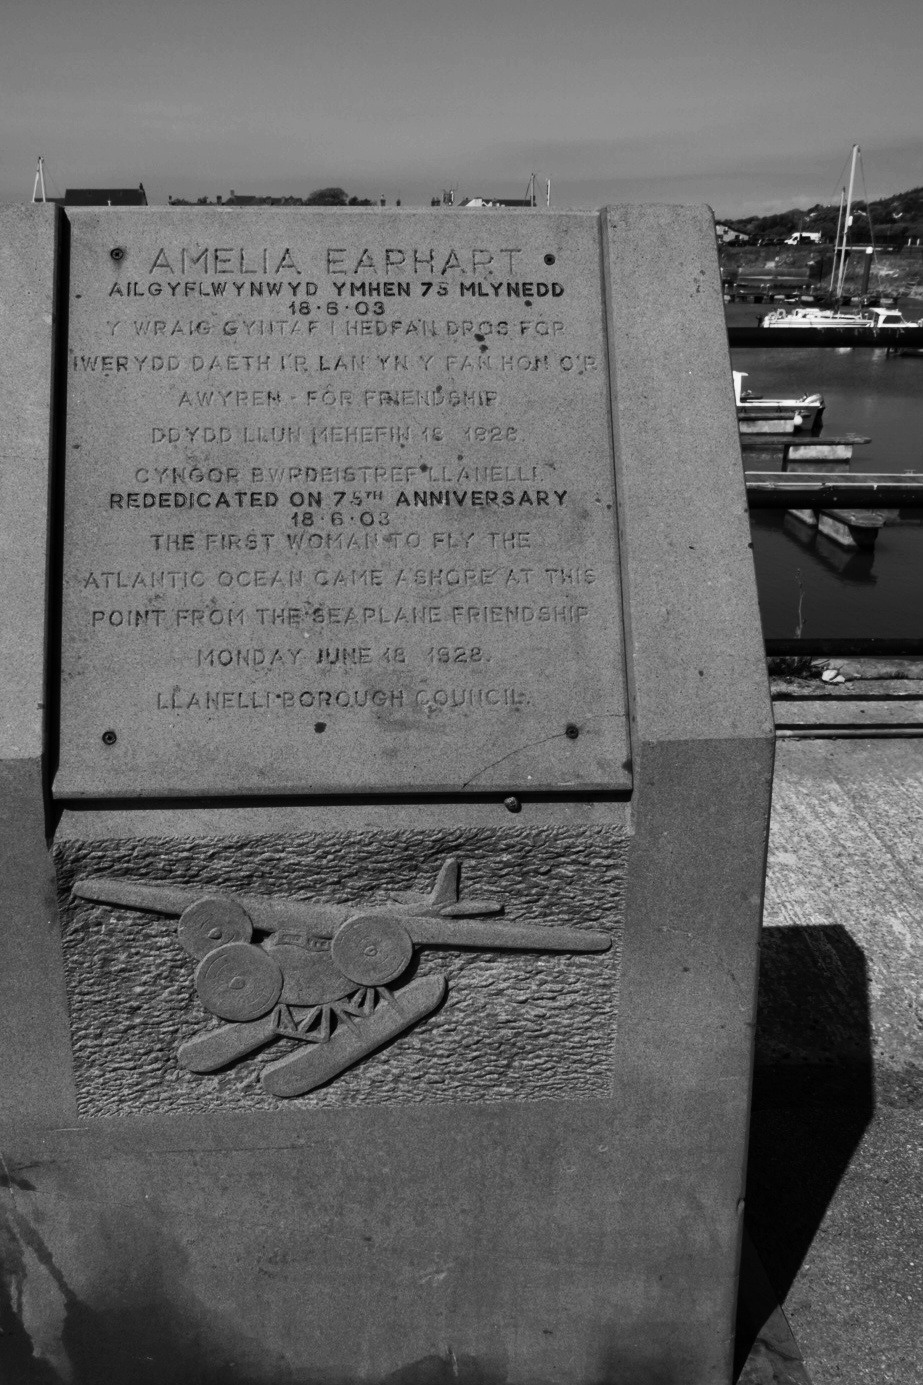 AMELIA EARHART
AILGYFLWYNWYD YMHEN 75 MLYNEDD
18·6·03
Y WRAIG GYNTAF I HEDFAN DROS FOR
IWERYDD DAETH I'R LAN YN Y FAN HON O'R
AWYREN · FOR FRIENDSHIP
DDYDD LLUN MEHEFIN 18 1928.
CYNGOR BWRDEISTREF LLANELLI.
REDEDICATED ON 75TH ANNIVERSARY
18·6·03
THE FIRST WOMAN TO FLY THE
ATLANTIC OCEAN CAME ASHORE AT THIS
POINT FROM THE SEAPLANE FRIENDSHIP
MONDAY JUNE 18 1928.
LLANELLI BOROUGH COUNCIL.